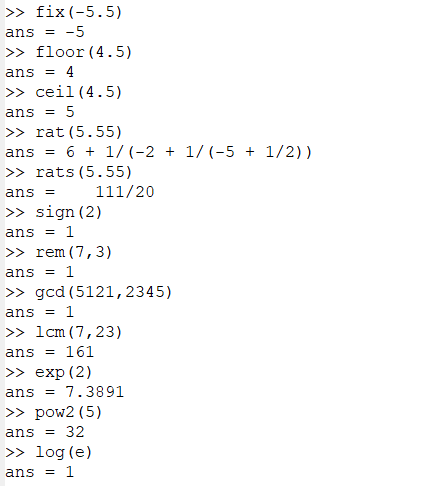 >> fix(-5.5)
ans = -5
>> floor(4.5)
ans = 4
>> ceil(4.5)
ans = 5
>> rat(5.55)
ans = 6 + 1/(-2 + 1/(-5 + 1/2))
>> rats(5.55)
ans =    111/20
>> sign(2)
ans = 1
>> rem(7,3)
ans = 1
>> gcd(5121,2345)
ans = 1
>> lcm(7,23)
ans = 161
>> exp(2)
ans = 7.3891
>> pow2(5)
ans = 32
>> log(e)
ans = 1